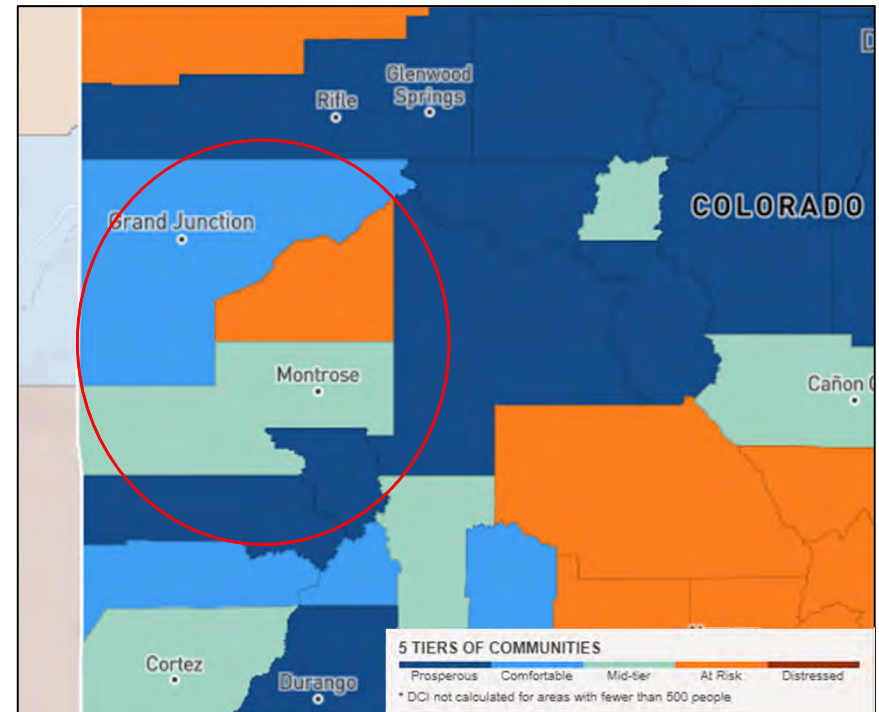 Glenwood
Springs
Rifle
COLORADO
Grand Junction
Montrose
Cañon
Cortez
Durango
5 TIERS OF COMMUNITIES
Prosperous Comfortable Mid-tier At Risk Distressed
* DCI not calculated for areas with fewer than 500 people